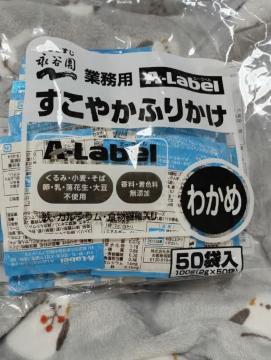 永谷園
業務用 A-Label
すこやかふりかけ
A-Label
くるみ・小麦・そば
卵・乳・落花生・大豆
不使用
香料・着色料
無添加
わかめ
鉄・カルシウム・食物繊維入り
50袋入
100g(2g×50袋)